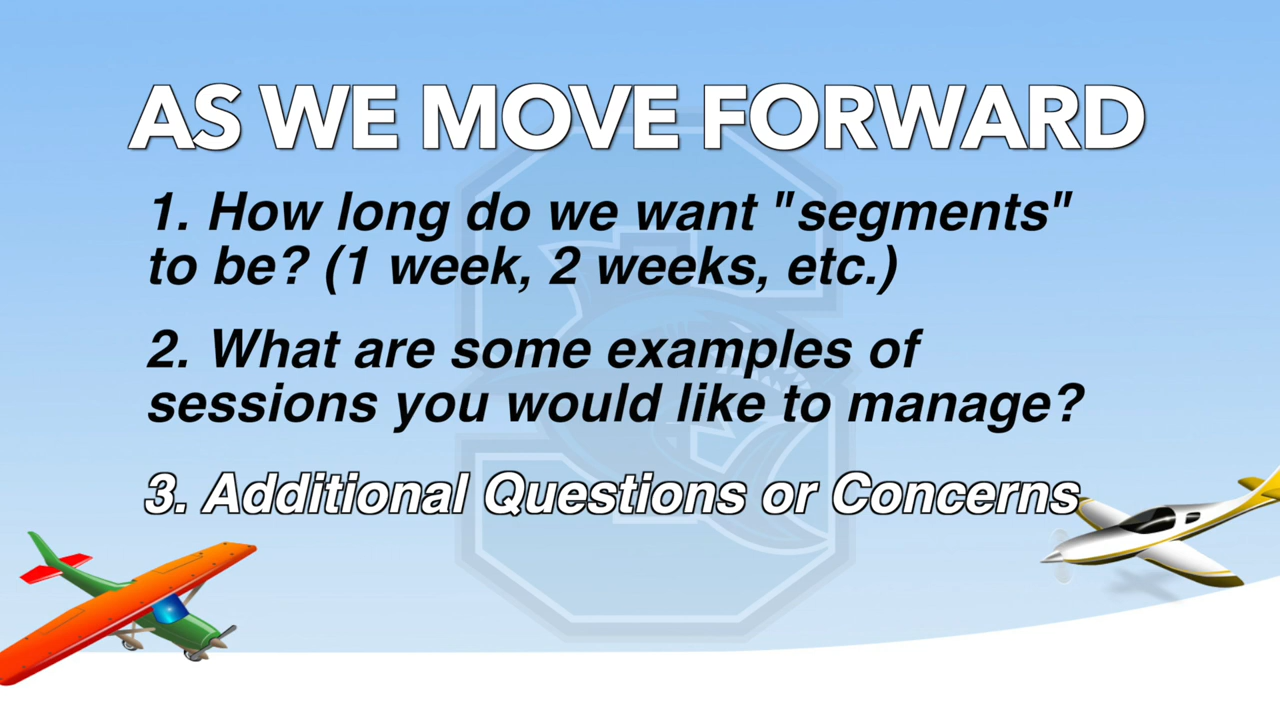 AS WE MOVE FORWARD
1. How long do we want "segments"
to be? (1 week, 2 weeks, etc.)
2. What are some examples of
sessions you would like to manage?
3. Additional Questions or Concerns